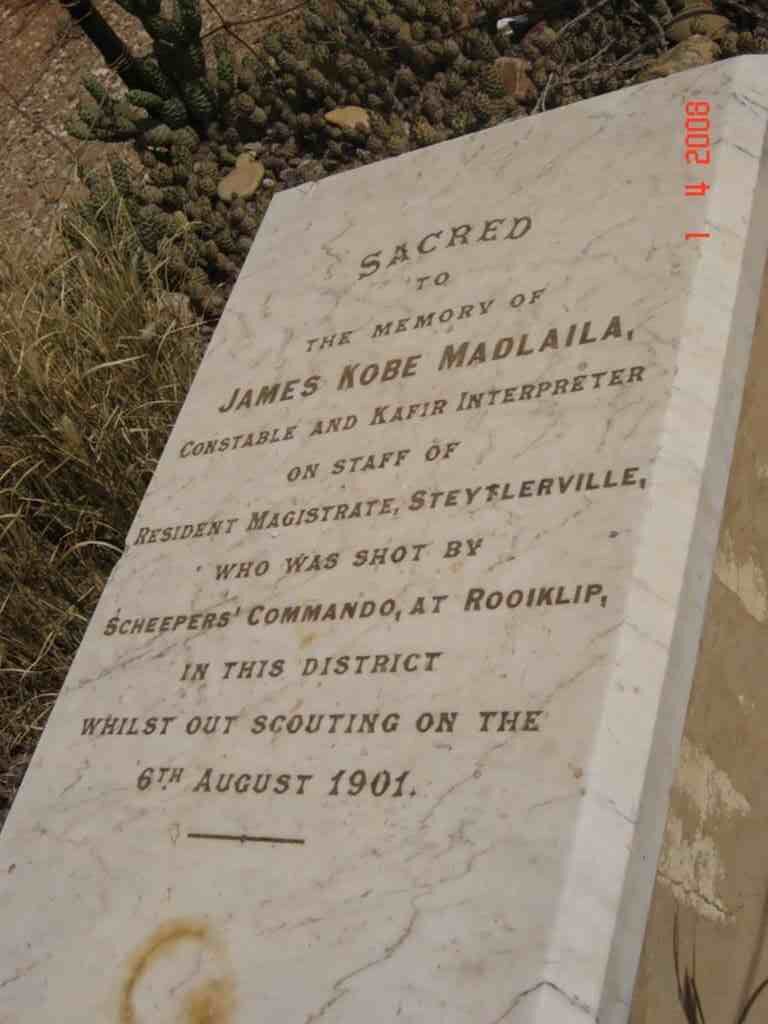 SACRED
TO
THE MEMORY OF
JAMES KOBE MADLAILA,
CONSTABLE AND KAFIR INTERPRETER
ON STAFF OF
RESIDENT MAGISTRATE, STEYTLERVILLE,
WHO WAS SHOT BY
SCHEEPERS' COMMANDO, AT ROOIKLIP,
IN THIS DISTRICT
WHILST OUT SCOUTING ON THE
6TH AUGUST 1901.
1 4 2008